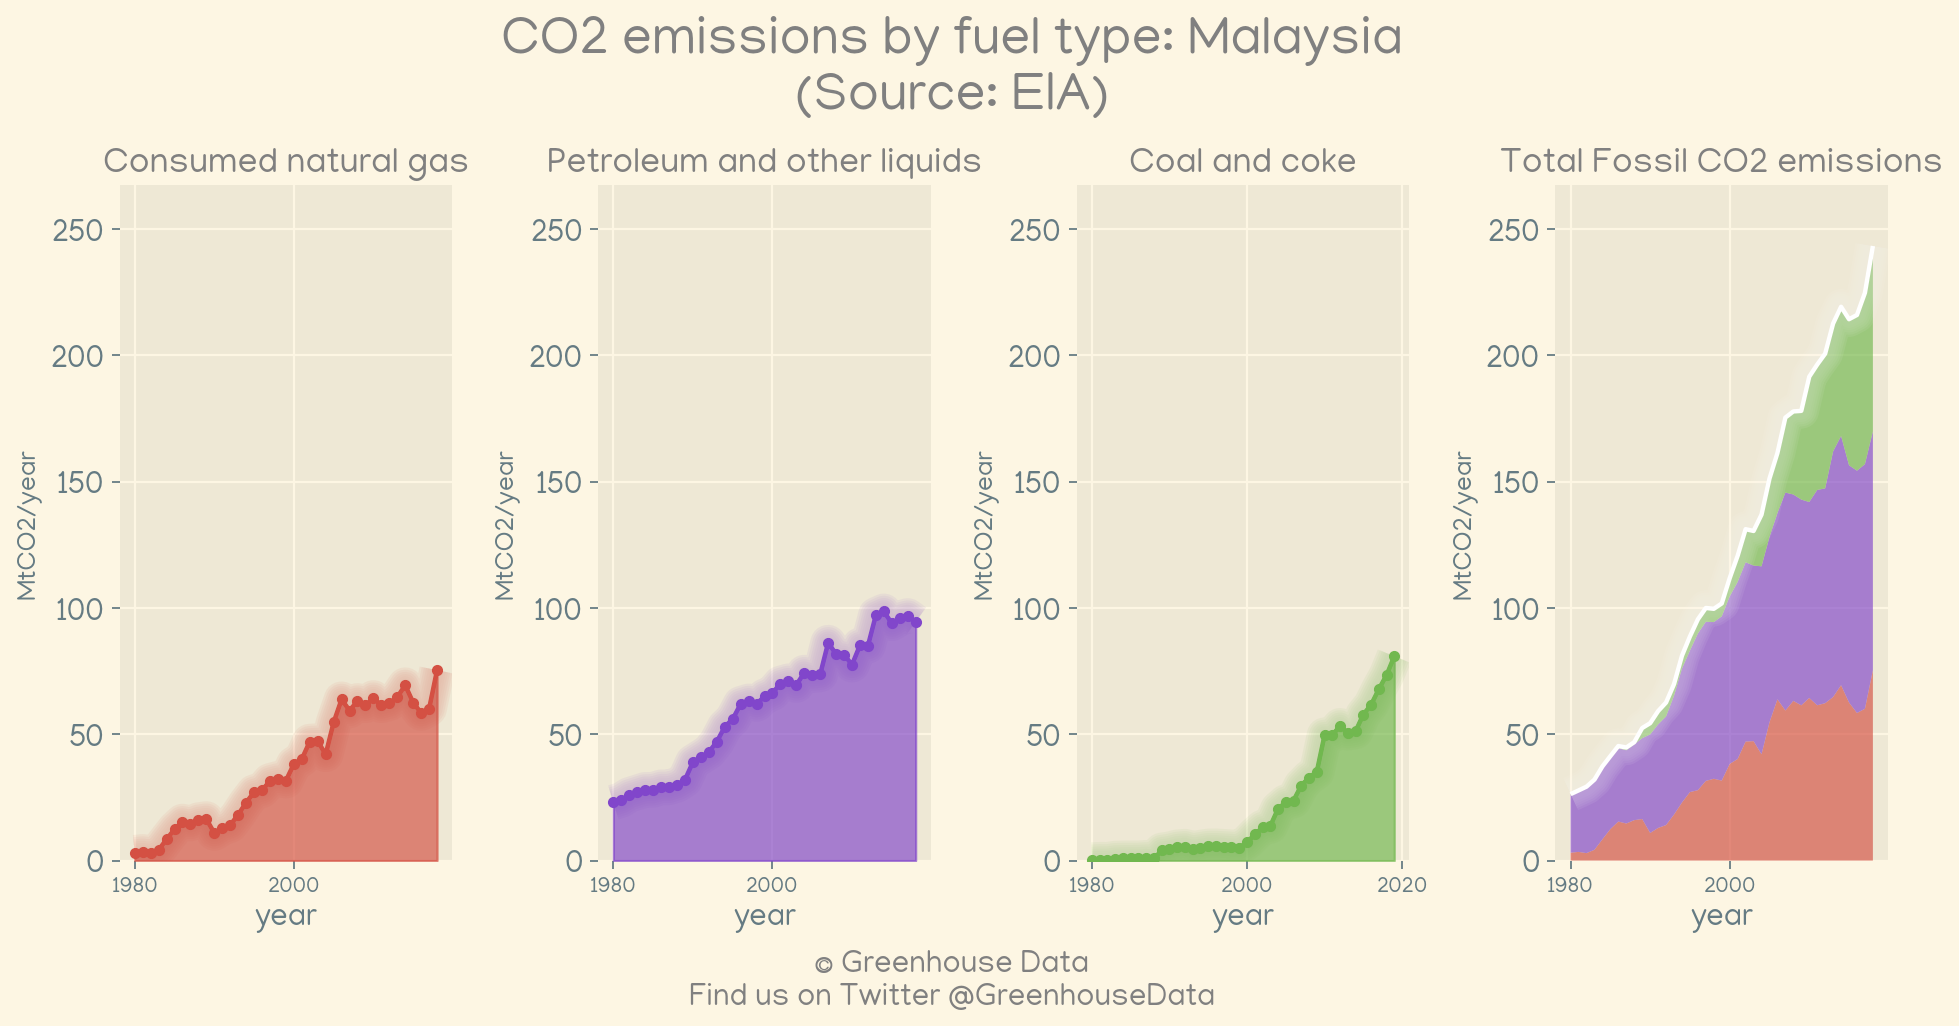 CO2 emissions by fuel type: Malaysia
(Source: EIA)
Consumed natural gas
250
200
150
100
50
0
MtCO2/year
1980 2000
year
Petroleum and other liquids
250
200
150
100
50
0
MtCO2/year
1980 2000
year
Coal and coke
250
200
150
100
50
0
MtCO2/year
1980 2000 2020
year
Total Fossil CO2 emissions
250
200
150
100
50
0
MtCO2/year
1980 2000
year
© Greenhouse Data
Find us on Twitter @GreenhouseData